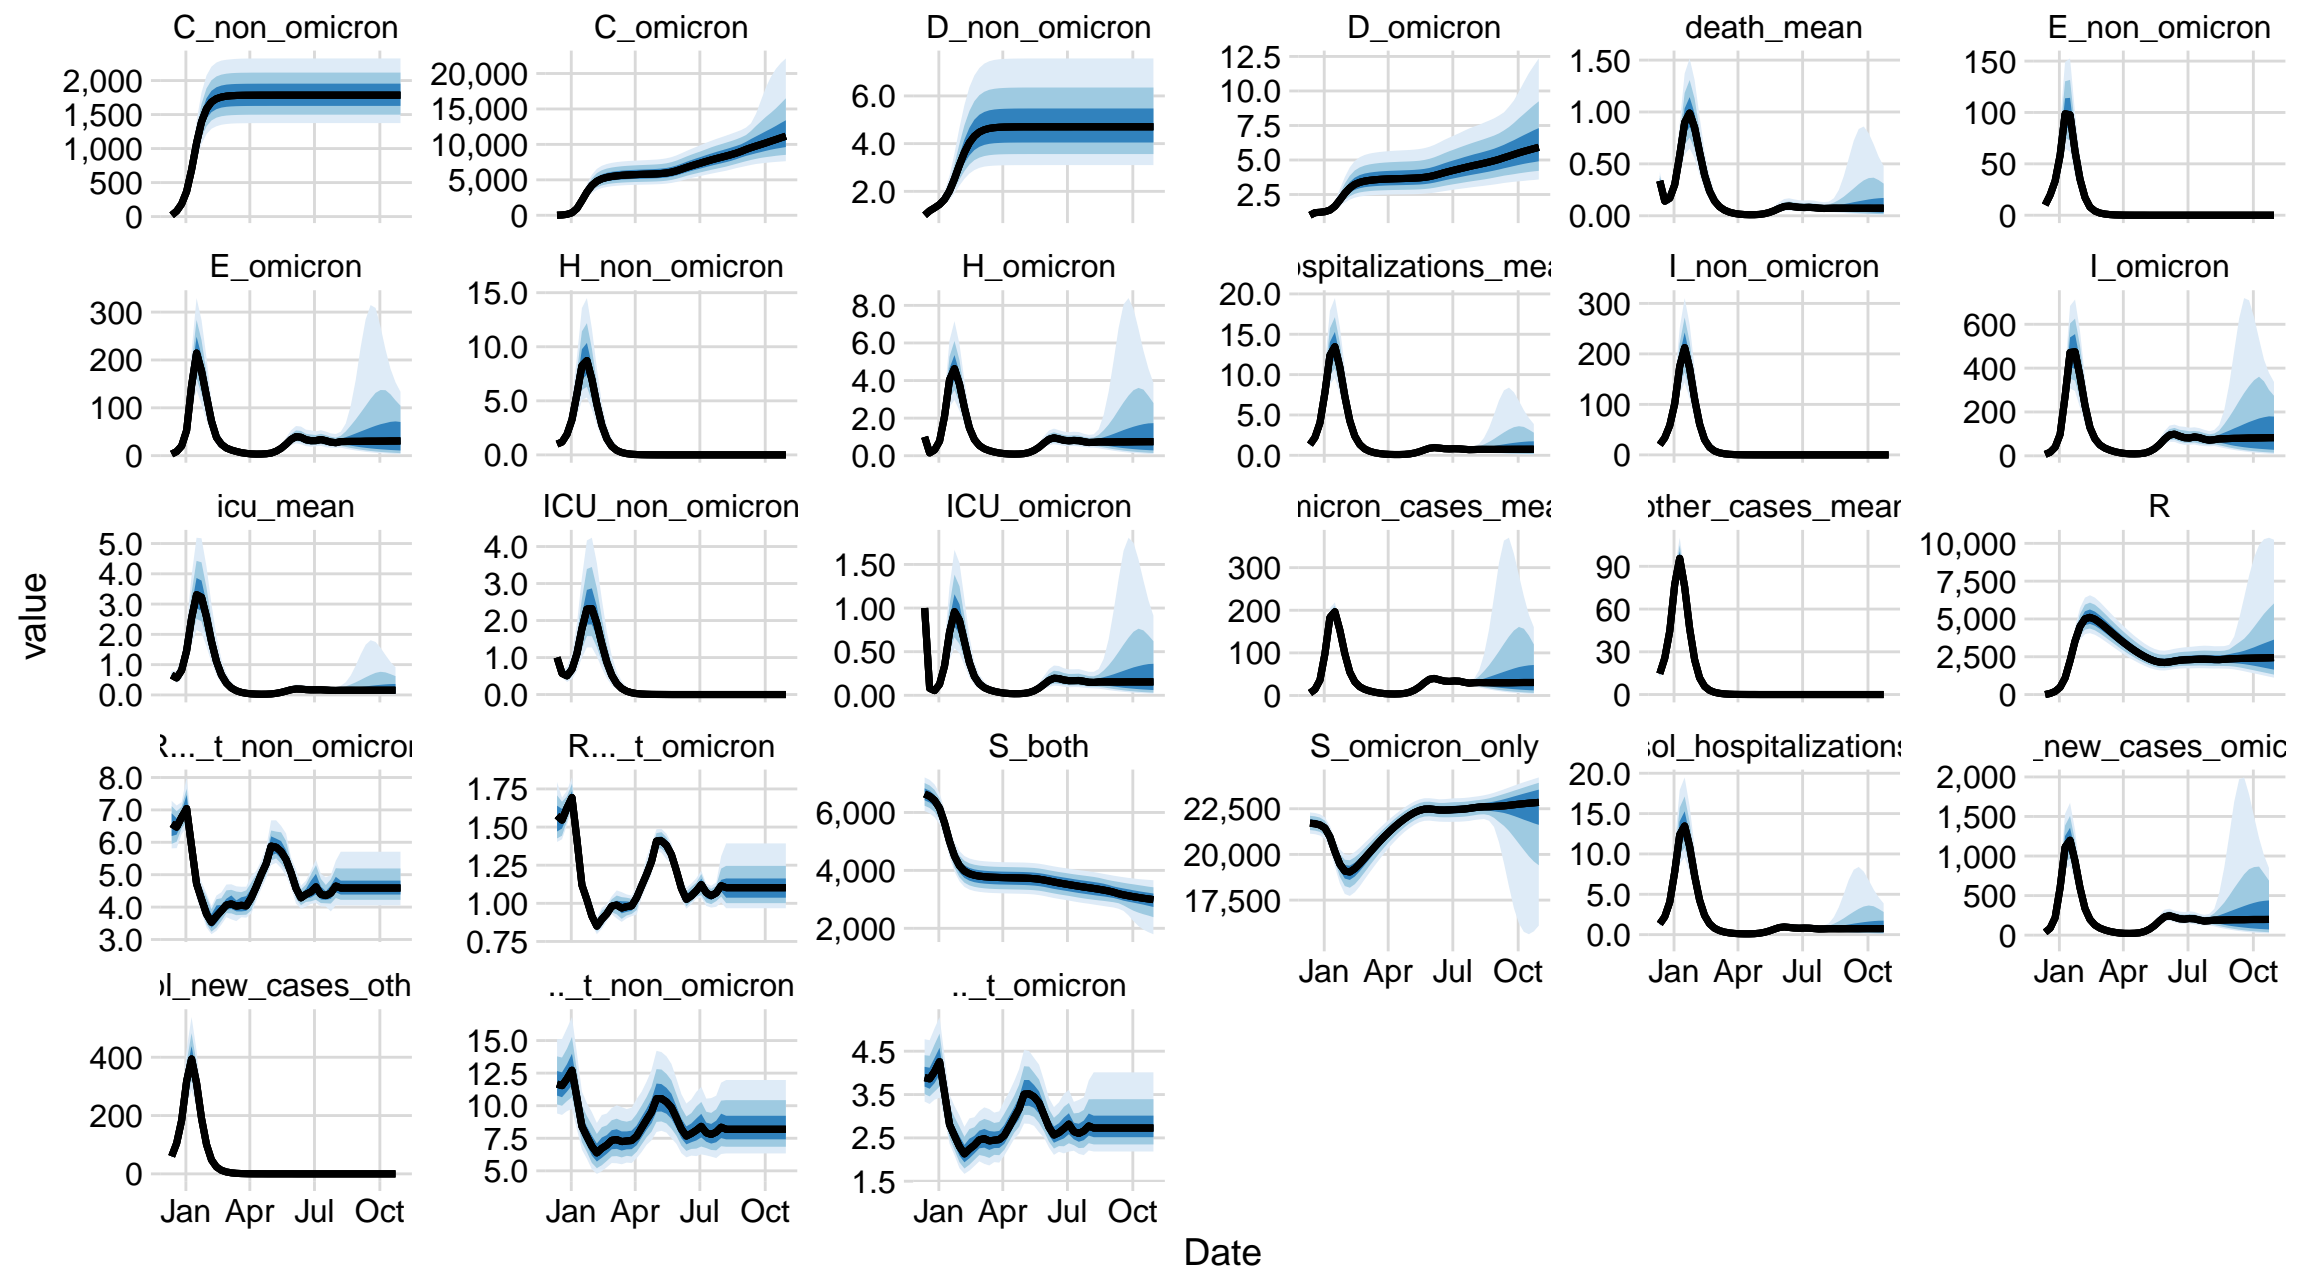 C_non_omicron C_omicron D_non_omicron D_omicron death_mean E_non_omicron
2,000 1,500 1,000 500 0
20,000 15,000 10,000 5,000 0
6.0 4.0 2.0
12.5 10.0 7.5 5.0 2.5
1.50 1.00 0.50 0.00
150 100 50 0
E_omicron H_non_omicron H_omicron ospitalizations_mea I_non_omicron I_omicron
300 200 100 0
15.0 10.0 5.0 0.0
8.0 6.0 4.0 2.0 0.0
20.0 15.0 10.0 5.0 0.0
300 200 100 0
600 400 200 0
icu_mean ICU_non_omicron ICU_omicron micron_cases_mea other_cases_mean R
5.0 4.0 3.0 2.0 1.0 0.0
4.0 3.0 2.0 1.0 0.0
1.50 1.00 0.50 0.00
300 200 100 0
90 60 30 0
10,000 7,500 5,000 2,500 0
value
R..._t_non_omicron R..._t_omicron S_both S_omicron_only sol_hospitalizations _new_cases_omic
8.0 7.0 6.0 5.0 4.0 3.0
1.75 1.50 1.25 1.00 0.75
6,000 4,000 2,000
22,500 20,000 17,500
20.0 15.0 10.0 5.0 0.0
2,000 1,500 1,000 500 0
Jan Apr Jul Oct Jan Apr Jul Oct Jan Apr Jul Oct
ol_new_cases_oth .._t_non_omicron .._t_omicron
400 200 0
15.0 12.5 10.0 7.5 5.0
4.5 3.5 2.5 1.5
Jan Apr Jul Oct Jan Apr Jul Oct Jan Apr Jul Oct
Date